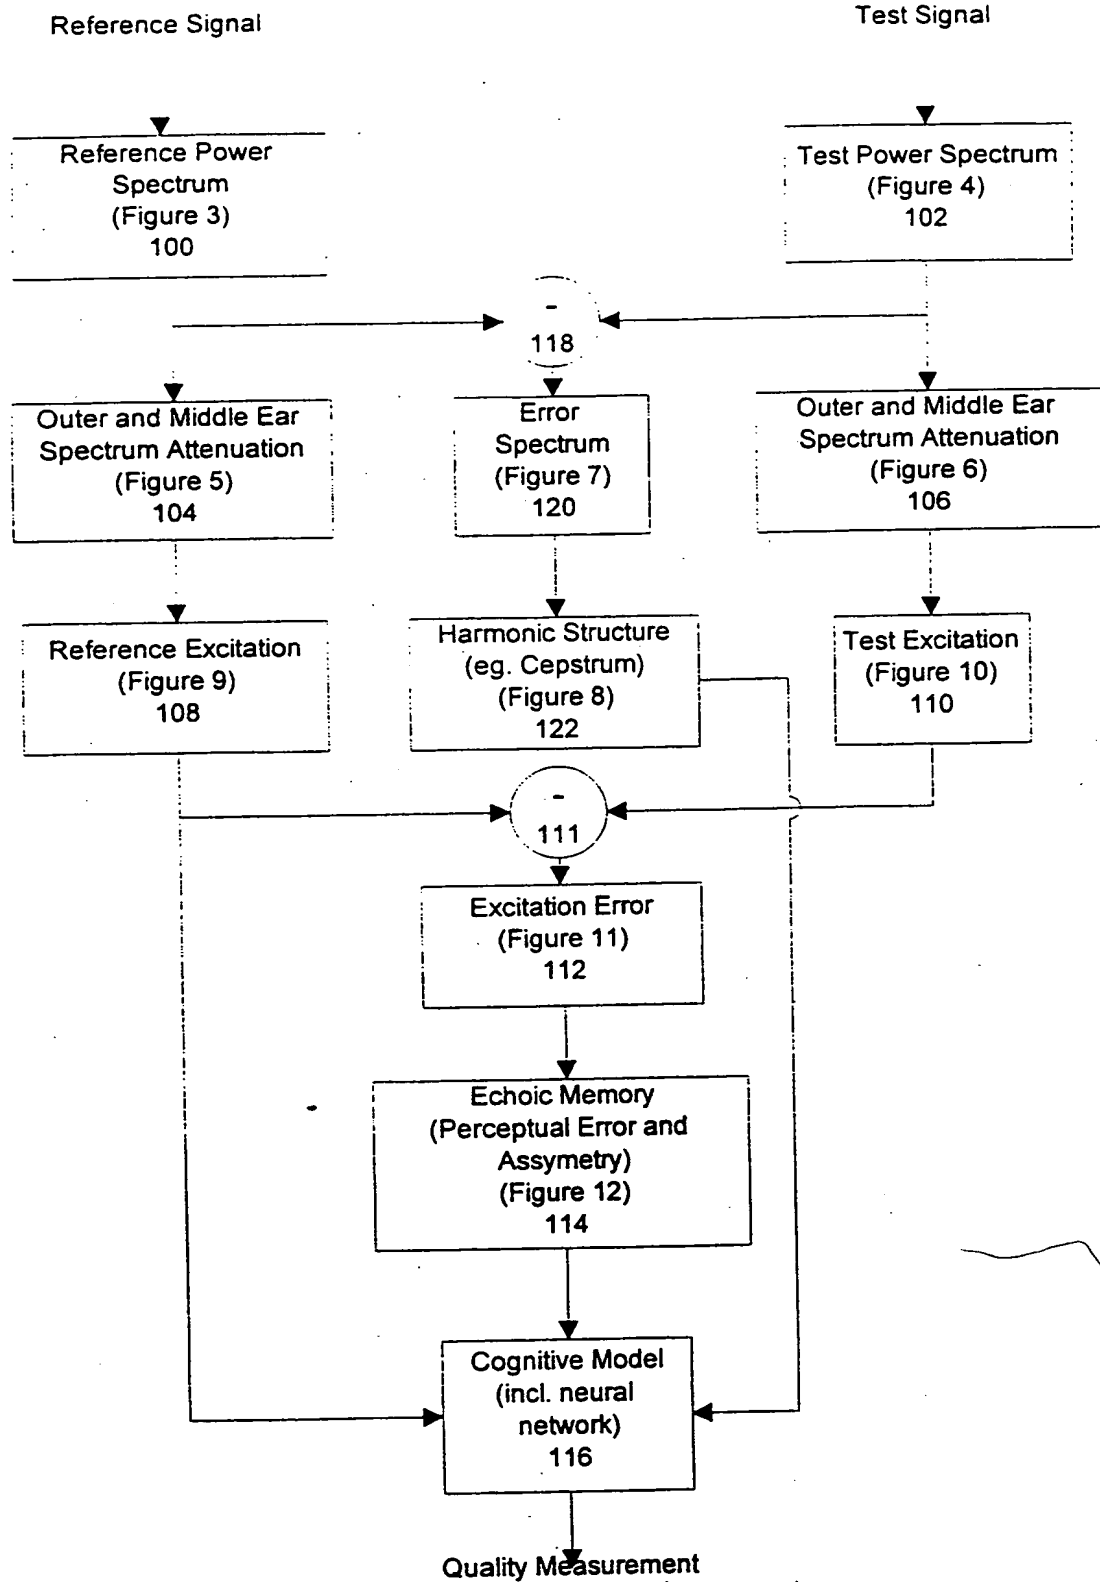 Reference Signal
Test Signal
Reference Power
Spectrum
(Figure 3)
100
Test Power Spectrum
(Figure 4)
102
-
118
Outer and Middle Ear
Spectrum Attenuation
(Figure 5)
104
Error
Spectrum
(Figure 7)
120
Outer and Middle Ear
Spectrum Attenuation
(Figure 6)
106
Reference Excitation
(Figure 9)
108
Harmonic Structure
(eg. Cepstrum)
(Figure 8)
122
Test Excitation
(Figure 10)
110
-
111
Excitation Error
(Figure 11)
112
Echoic Memory
(Perceptual Error and
Assymetry)
(Figure 12)
114
Cognitive Model
(incl. neural
network)
116
Quality Measurement